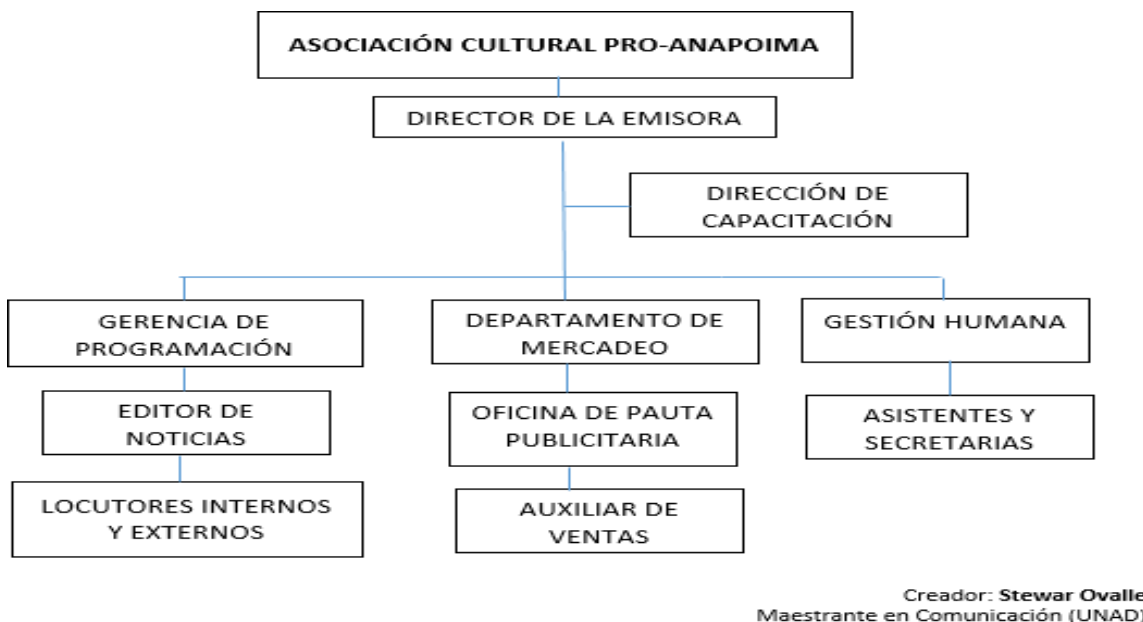 ASOCIACIÓN CULTURAL PRO-ANAPOIMA
DIRECTOR DE LA EMISORA
DIRECCIÓN DE
CAPACITACIÓN
GERENCIA DE
PROGRAMACIÓN
DEPARTAMENTO DE
MERCADEO
GESTIÓN HUMANA
EDITOR DE
NOTICIAS
OFICINA DE PAUTA
PUBLICITARIA
ASISTENTES Y
SECRETARIAS
LOCUTORES INTERNOS
Y EXTERNOS
AUXILIAR DE
VENTAS
Creador: Stewar Ovalle
Maestrante en Comunicación (UNAD)